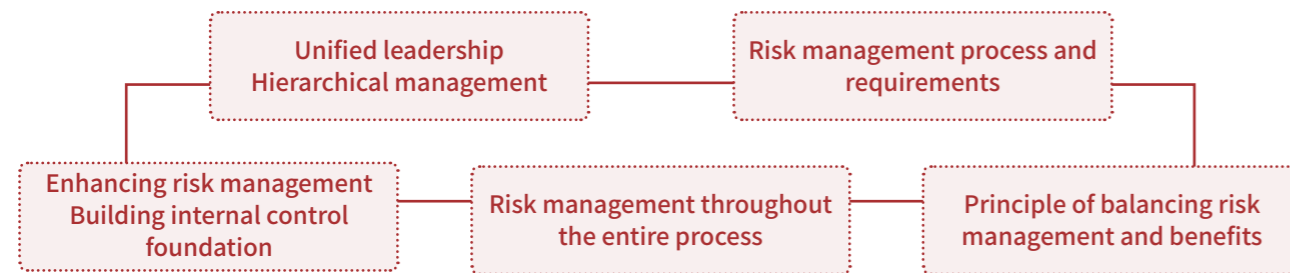 Unified leadership
Hierarchical management
Risk management process and
requirements
Enhancing risk management
Building internal control
foundation
Risk management throughout
the entire process
Principle of balancing risk
management and benefits